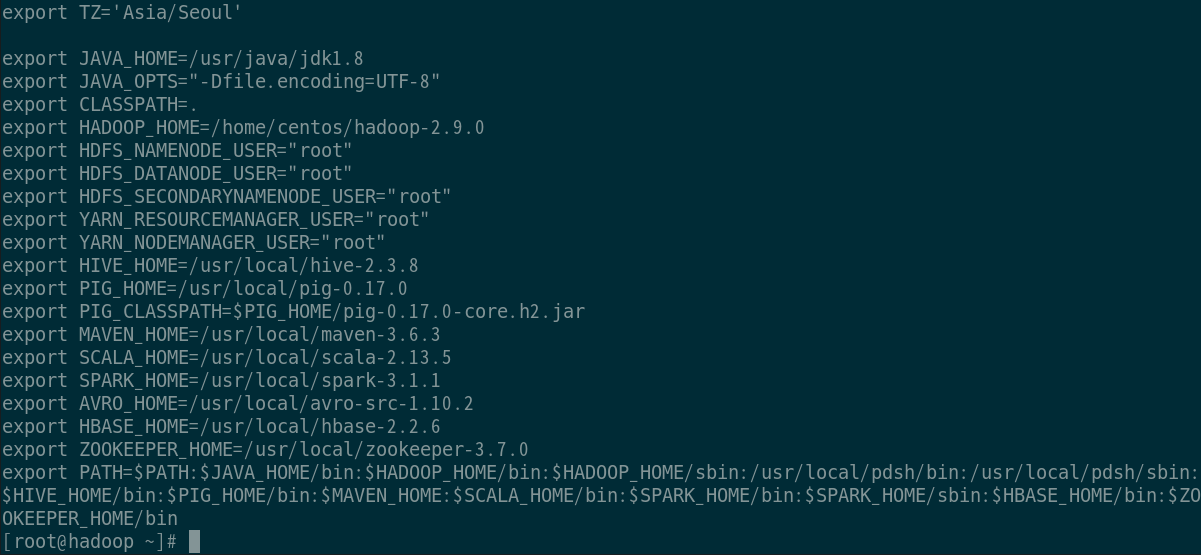 export TZ='Asia/Seoul'
export JAVA_HOME=/usr/java/jdk1.8
export JAVA_OPTS="-Dfile.encoding=UTF-8"
export CLASSPATH=.
export HADOOP_HOME=/home/centos/hadoop-2.9.0
export HDFS_NAMENODE_USER="root"
export HDFS_DATANODE_USER="root"
export HDFS_SECONDARYNAMENODE_USER="root"
export YARN_RESOURCEMANAGER_USER="root"
export YARN_NODEMANAGER_USER="root"
export HIVE_HOME=/usr/local/hive-2.3.8
export PIG_HOME=/usr/local/pig-0.17.0
export PIG_CLASSPATH=$PIG_HOME/pig-0.17.0-core.h2.jar
export MAVEN_HOME=/usr/local/maven-3.6.3
export SCALA_HOME=/usr/local/scala-2.13.5
export SPARK_HOME=/usr/local/spark-3.1.1
export AVRO_HOME=/usr/local/avro-src-1.10.2
export HBASE_HOME=/usr/local/hbase-2.2.6
export ZOOKEEPER_HOME=/usr/local/zookeeper-3.7.0
export PATH=$PATH:$JAVA_HOME/bin:$HADOOP_HOME/bin:$HADOOP_HOME/sbin:/usr/local/pdsh/bin:/usr/local/pdsh/sbin:
$HIVE_HOME/bin:$PIG_HOME/bin:$MAVEN_HOME:$SCALA_HOME/bin:$SPARK_HOME/bin:$SPARK_HOME/sbin:$HBASE_HOME/bin:$ZO
OKEEPER_HOME/bin
[root@hadoop ~]#